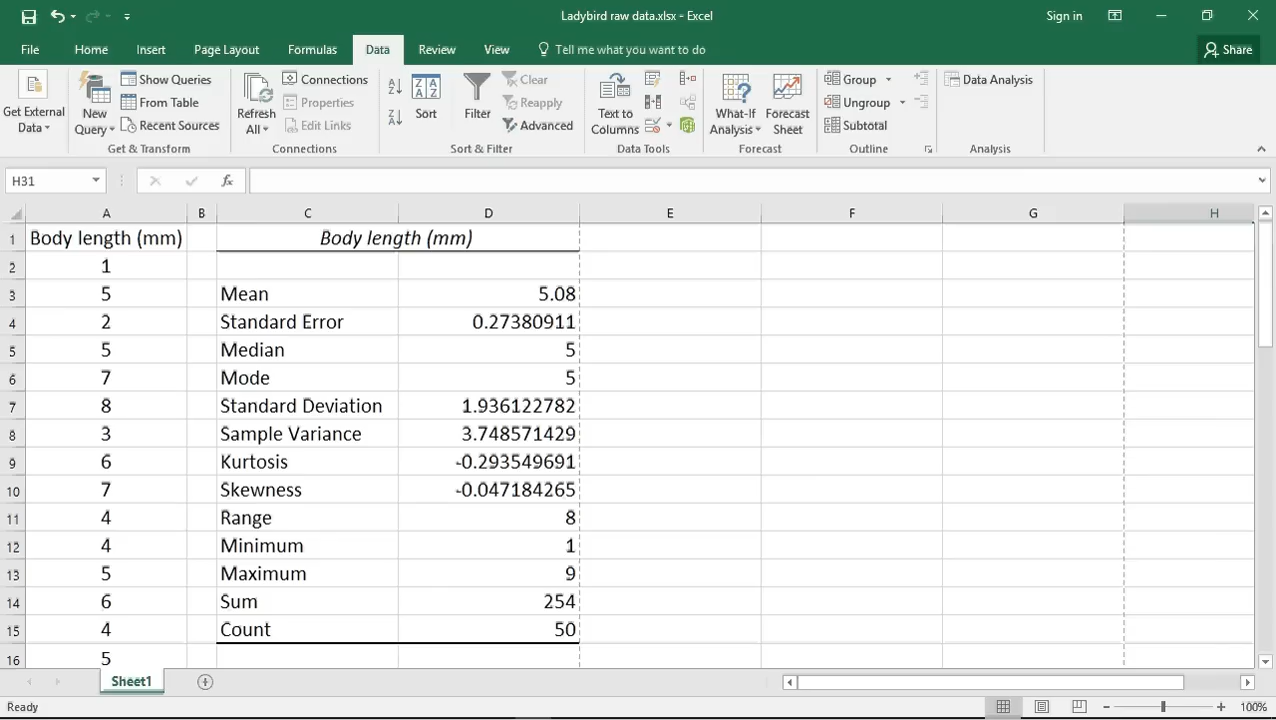 Ladybird raw data.xlsx - Excel
Sign in
File Home Insert Page Layout Formulas Data Review View Tell me what you want to do Share
Get External Data
New Query
Show Queries
From Table
Recent Sources
Get & Transform
Refresh All
Connections
Properties
Edit Links
Connections
Sort
Filter
Clear
Reapply
Advanced
Sort & Filter
Text to Columns
Data Tools
What-If Analysis
Forecast Sheet
Forecast
Group
Ungroup
Subtotal
Outline
Data Analysis
Analysis
H31 fx
A B C D E F G H
1 Body length (mm) Body length (mm)
2 1
3 5 Mean 5.08
4 2 Standard Error 0.27380911
5 5 Median 5
6 7 Mode 5
7 8 Standard Deviation 1.936122782
8 3 Sample Variance 3.748571429
9 6 Kurtosis -0.293549691
10 7 Skewness -0.047184265
11 4 Range 8
12 4 Minimum 1
13 5 Maximum 9
14 6 Sum 254
15 4 Count 50
16 5
Sheet1
Ready 100%